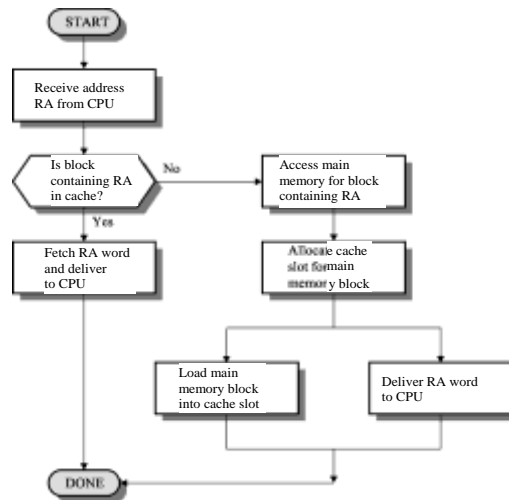 START
Receive address
RA from CPU
Is block
containing RA
in cache?
No
Access main
memory for block
containing RA
Yes
Fetch RA word
and deliver
to CPU
Allocate cache
slot for main
memory block
Load main
memory block
into cache slot
Deliver RA word
to CPU
DONE